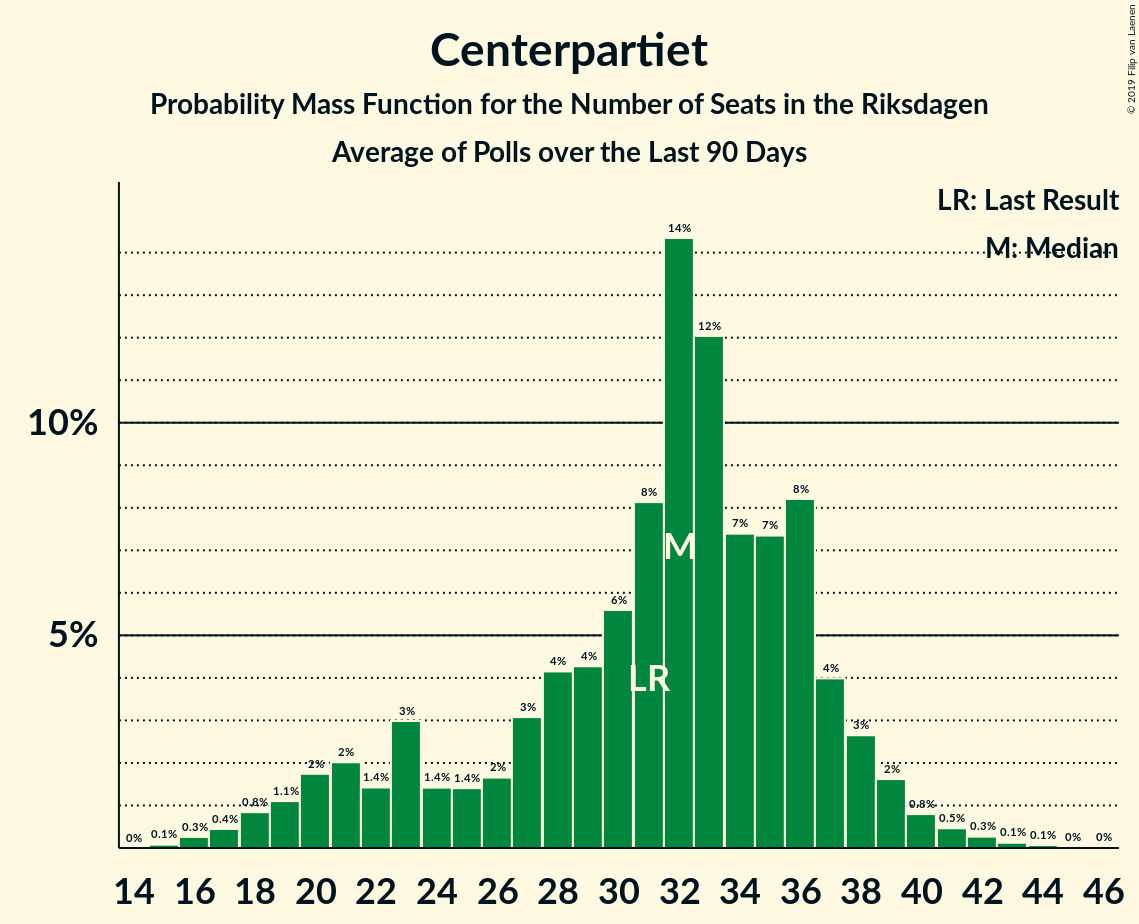 Centerpartiet
Probability Mass Function for the Number of Seats in the Riksdagen
Average of Polls over the Last 90 Days
© 2019 Filip van Laenen
LR: Last Result
M: Median
10%
5%
0% 0.1% 0.3% 0.4% 0.8% 1.1% 2% 2% 1.4% 3% 1.4% 1.4% 2% 3% 4% 4% 6% 8% 14% 12% 7% 7% 8% 4% 3% 2% 0.8% 0.5% 0.3% 0.1% 0.1% 0% 0%
M
LR
14 16 18 20 22 24 26 28 30 32 34 36 38 40 42 44 46